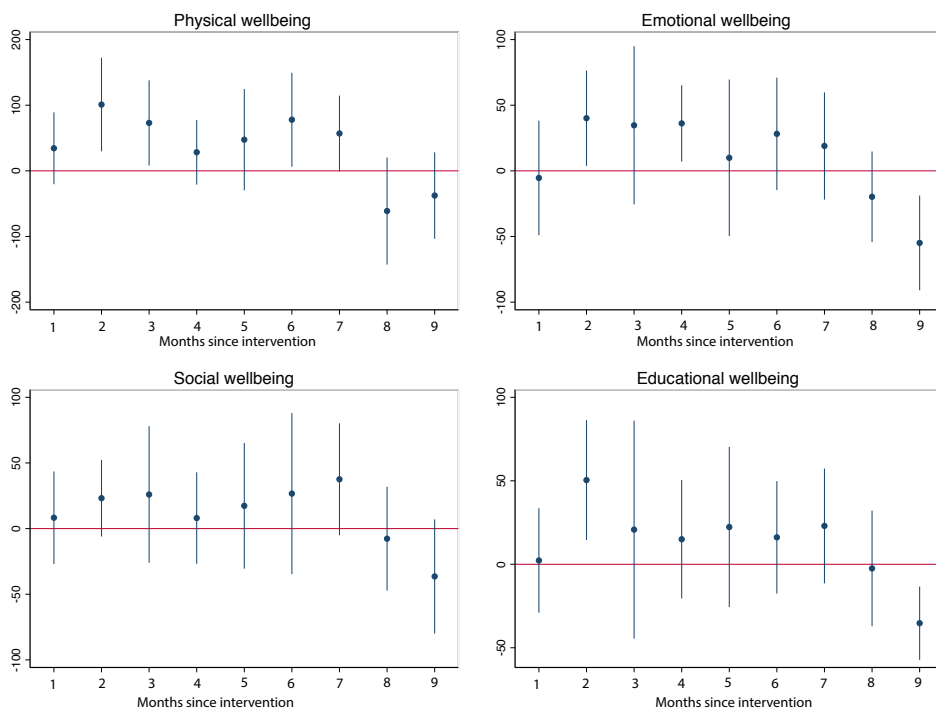 Physical wellbeing
200
100
0
-100
-200
1 2 3 4 5 6 7 8 9
Months since intervention
Emotional wellbeing
100
50
0
-50
-100
1 2 3 4 5 6 7 8 9
Months since intervention
Social wellbeing
100
50
0
-50
-100
1 2 3 4 5 6 7 8 9
Months since intervention
Educational wellbeing
100
50
0
-50
1 2 3 4 5 6 7 8 9
Months since intervention